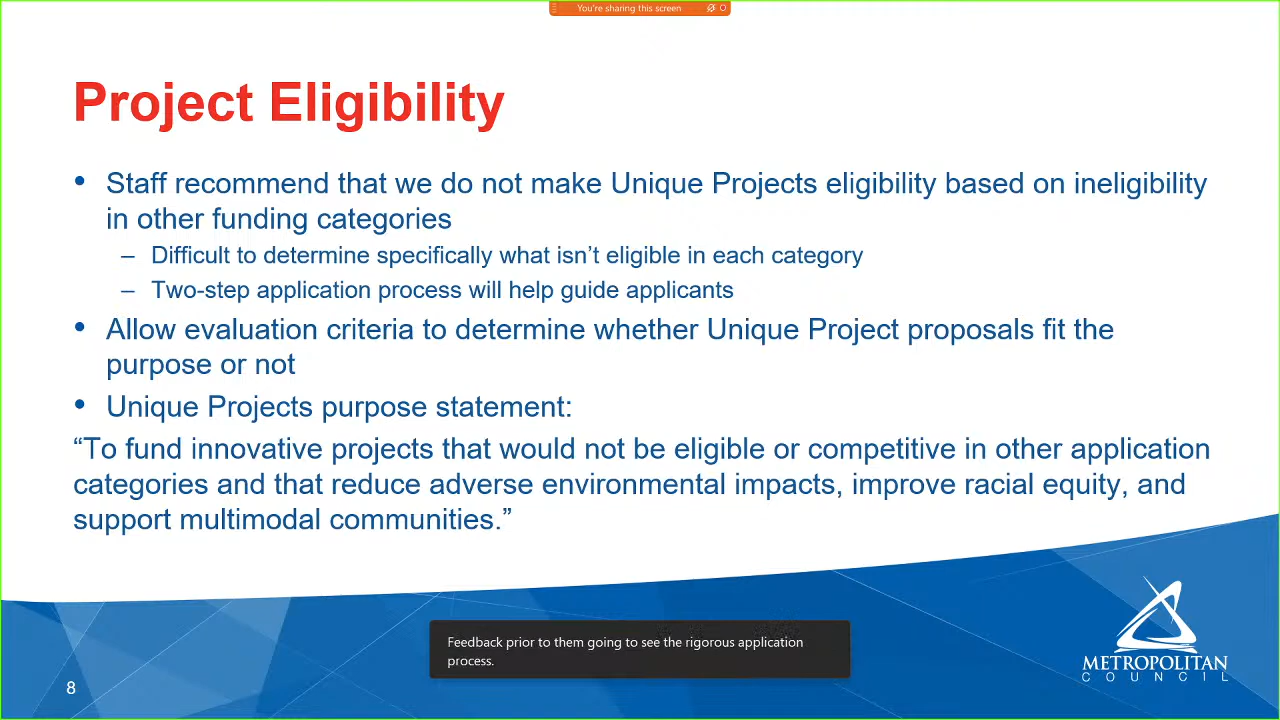 You're sharing this screen
Project Eligibility
• Staff recommend that we do not make Unique Projects eligibility based on ineligibility
in other funding categories
– Difficult to determine specifically what isn’t eligible in each category
– Two-step application process will help guide applicants
• Allow evaluation criteria to determine whether Unique Project proposals fit the
purpose or not
• Unique Projects purpose statement:
“To fund innovative projects that would not be eligible or competitive in other application
categories and that reduce adverse environmental impacts, improve racial equity, and
support multimodal communities.”
Feedback prior to them going to see the rigorous application
process.
METROPOLITAN
COUNCIL
8